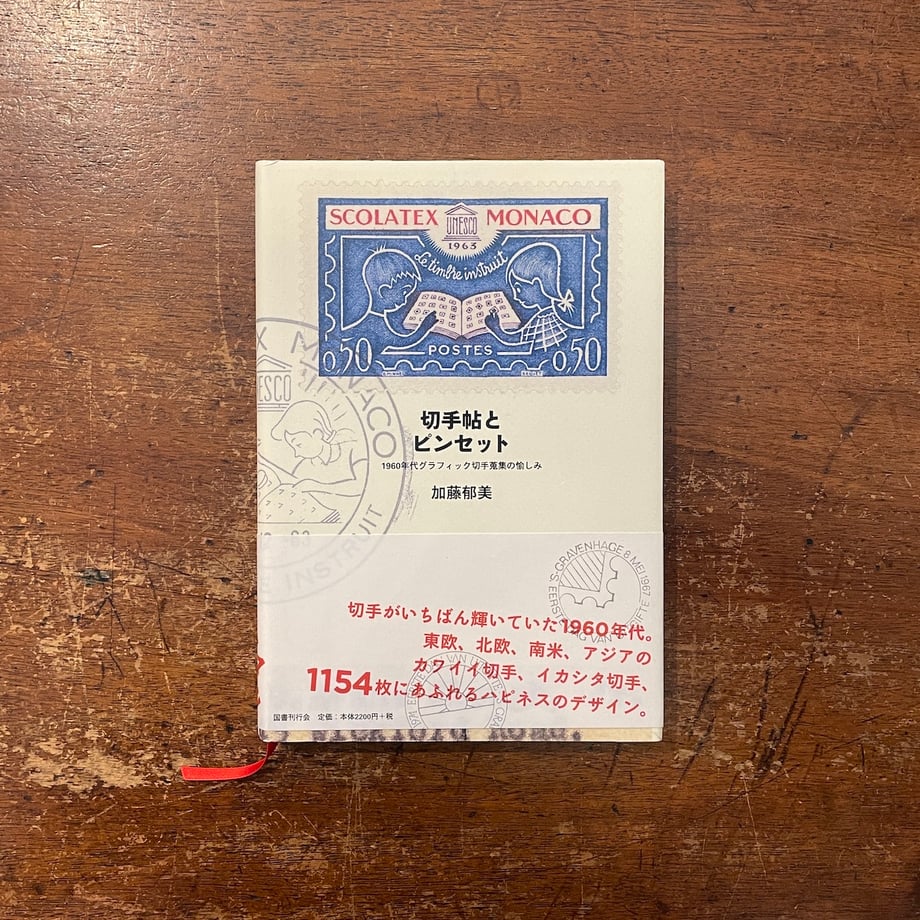 SCOLATEX MONACO
UNESCO
1963
Le timbre instruit
0,50 POSTES 0,50
切手帖と
ピンセット
1960年代グラフィック切手蒐集の愉しみ
加藤郁美
X MONACO
ESCO
INSTRUIT
'S-GRAVENHAGE 8 MEI 1967
切手がいちばん輝いていた1960年代。
東欧、北欧、南米、アジアの
カワイイ切手、イカシタ切手、
1154枚にあふれるハピネスのデザイン。
国書刊行会 定価:本体2200円+税